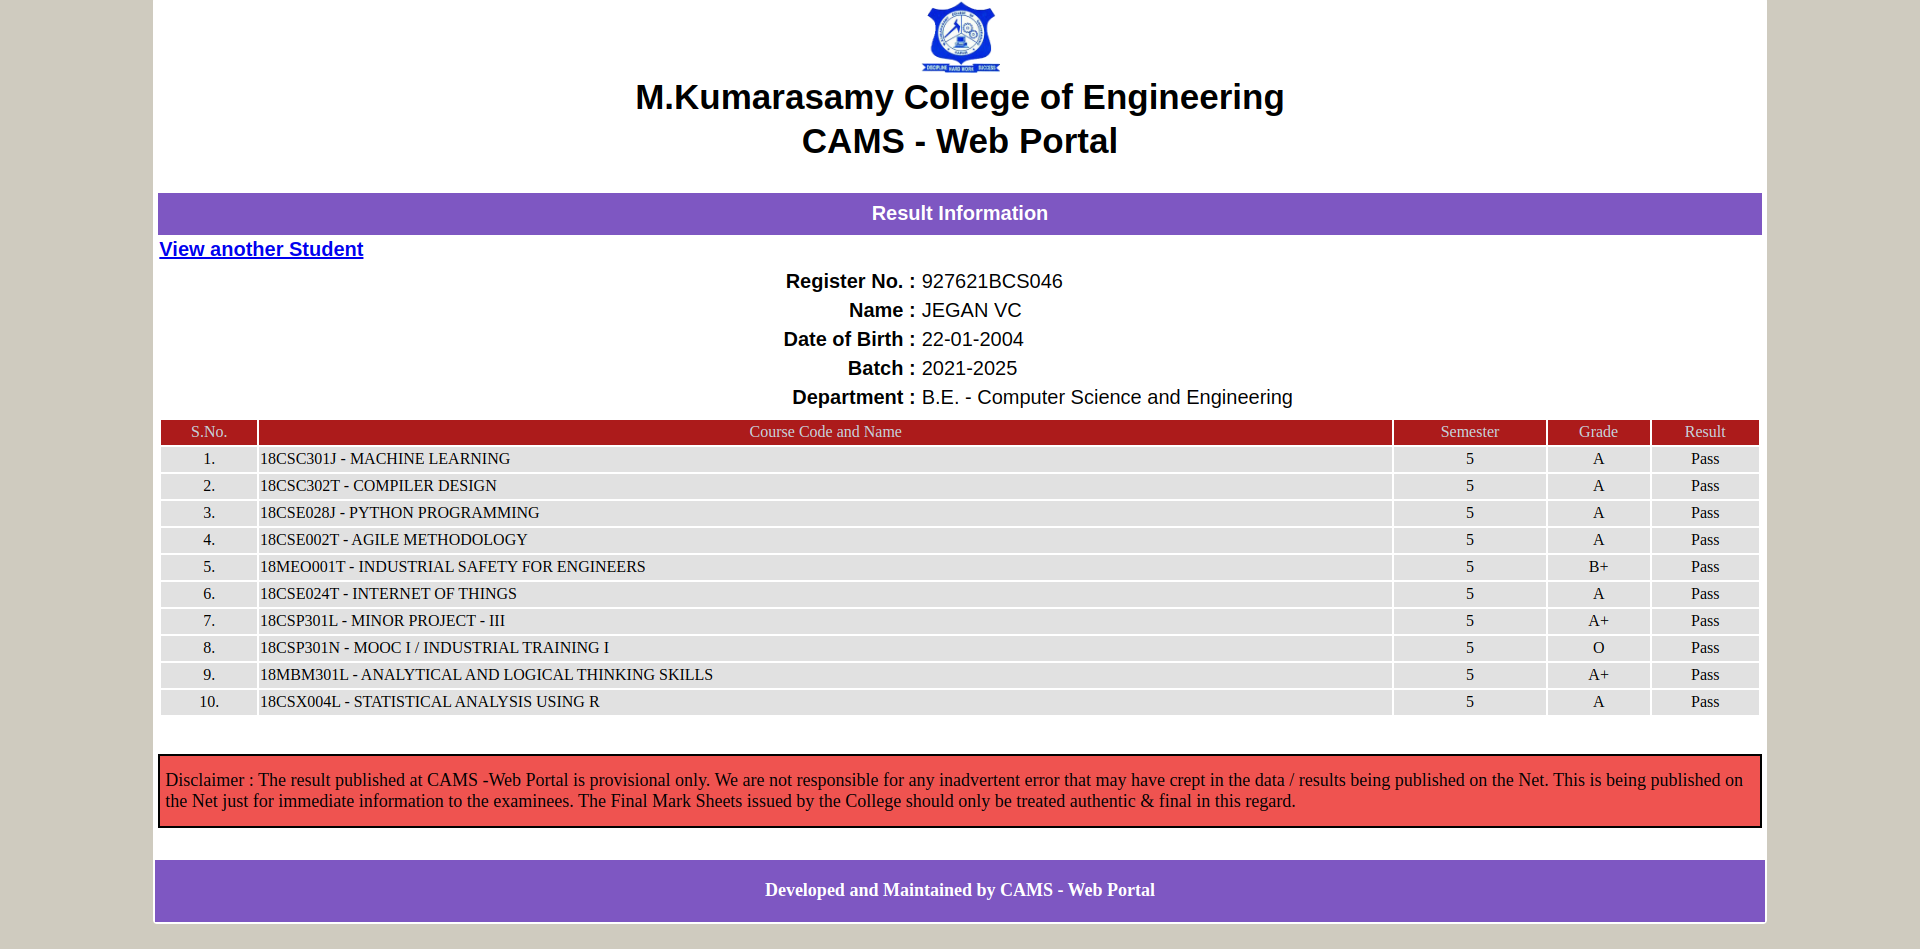 DISCIPLINE HARD WORK SUCCESS
M.Kumarasamy College of Engineering
CAMS - Web Portal
Result Information
View another Student
Register No. : 927621BCS046
Name : JEGAN VC
Date of Birth : 22-01-2004
Batch : 2021-2025
Department : B.E. - Computer Science and Engineering
S.No. Course Code and Name Semester Grade Result
1. 18CSC301J - MACHINE LEARNING 5 A Pass
2. 18CSC302T - COMPILER DESIGN 5 A Pass
3. 18CSE028J - PYTHON PROGRAMMING 5 A Pass
4. 18CSE002T - AGILE METHODOLOGY 5 A Pass
5. 18MEO001T - INDUSTRIAL SAFETY FOR ENGINEERS 5 B+ Pass
6. 18CSE024T - INTERNET OF THINGS 5 A Pass
7. 18CSP301L - MINOR PROJECT - III 5 A+ Pass
8. 18CSP301N - MOOC I / INDUSTRIAL TRAINING I 5 O Pass
9. 18MBM301L - ANALYTICAL AND LOGICAL THINKING SKILLS 5 A+ Pass
10. 18CSX004L - STATISTICAL ANALYSIS USING R 5 A Pass
Disclaimer : The result published at CAMS -Web Portal is provisional only. We are not responsible for any inadvertent error that may have crept in the data / results being published on the Net. This is being published on
the Net just for immediate information to the examinees. The Final Mark Sheets issued by the College should only be treated authentic & final in this regard.
Developed and Maintained by CAMS - Web Portal